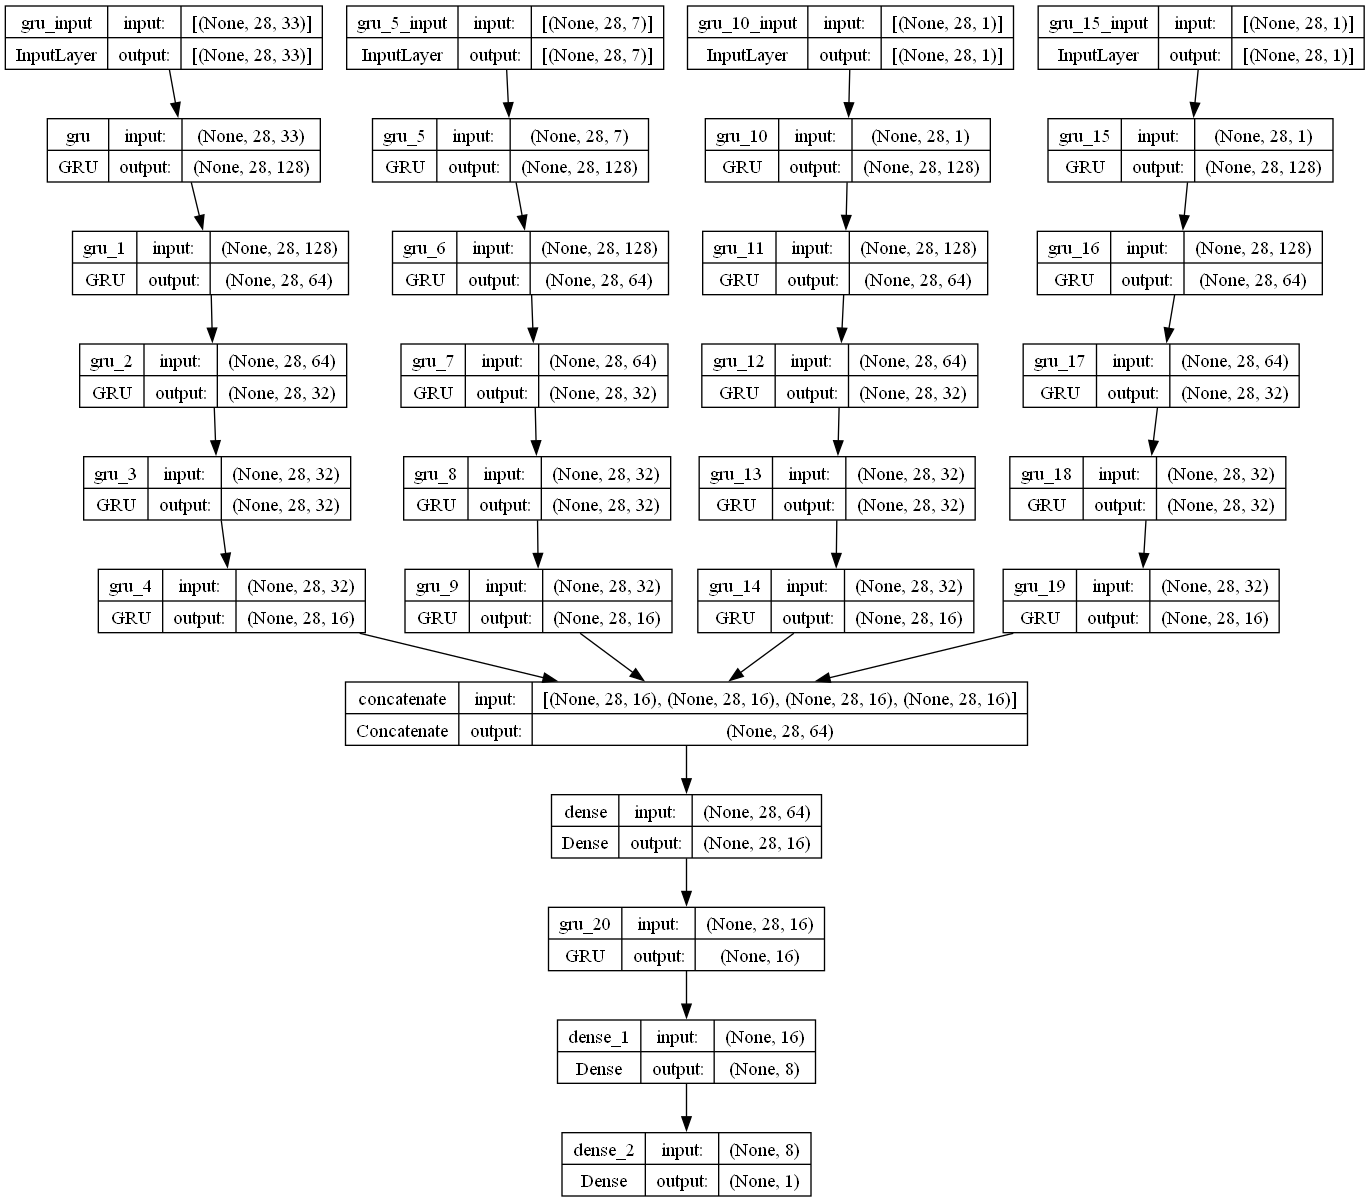 gru_input input: [(None, 28, 33)]
InputLayer output: [(None, 28, 33)]
gru_5_input input: [(None, 28, 7)]
InputLayer output: [(None, 28, 7)]
gru_10_input input: [(None, 28, 1)]
InputLayer output: [(None, 28, 1)]
gru_15_input input: [(None, 28, 1)]
InputLayer output: [(None, 28, 1)]
gru input: (None, 28, 33)
GRU output: (None, 28, 128)
gru_5 input: (None, 28, 7)
GRU output: (None, 28, 128)
gru_10 input: (None, 28, 1)
GRU output: (None, 28, 128)
gru_15 input: (None, 28, 1)
GRU output: (None, 28, 128)
gru_1 input: (None, 28, 128)
GRU output: (None, 28, 64)
gru_6 input: (None, 28, 128)
GRU output: (None, 28, 64)
gru_11 input: (None, 28, 128)
GRU output: (None, 28, 64)
gru_16 input: (None, 28, 128)
GRU output: (None, 28, 64)
gru_2 input: (None, 28, 64)
GRU output: (None, 28, 32)
gru_7 input: (None, 28, 64)
GRU output: (None, 28, 32)
gru_12 input: (None, 28, 64)
GRU output: (None, 28, 32)
gru_17 input: (None, 28, 64)
GRU output: (None, 28, 32)
gru_3 input: (None, 28, 32)
GRU output: (None, 28, 32)
gru_8 input: (None, 28, 32)
GRU output: (None, 28, 32)
gru_13 input: (None, 28, 32)
GRU output: (None, 28, 32)
gru_18 input: (None, 28, 32)
GRU output: (None, 28, 32)
gru_4 input: (None, 28, 32)
GRU output: (None, 28, 16)
gru_9 input: (None, 28, 32)
GRU output: (None, 28, 16)
gru_14 input: (None, 28, 32)
GRU output: (None, 28, 16)
gru_19 input: (None, 28, 32)
GRU output: (None, 28, 16)
concatenate input: [(None, 28, 16), (None, 28, 16), (None, 28, 16), (None, 28, 16)]
Concatenate output: (None, 28, 64)
dense input: (None, 28, 64)
Dense output: (None, 28, 16)
gru_20 input: (None, 28, 16)
GRU output: (None, 16)
dense_1 input: (None, 16)
Dense output: (None, 8)
dense_2 input: (None, 8)
Dense output: (None, 1)